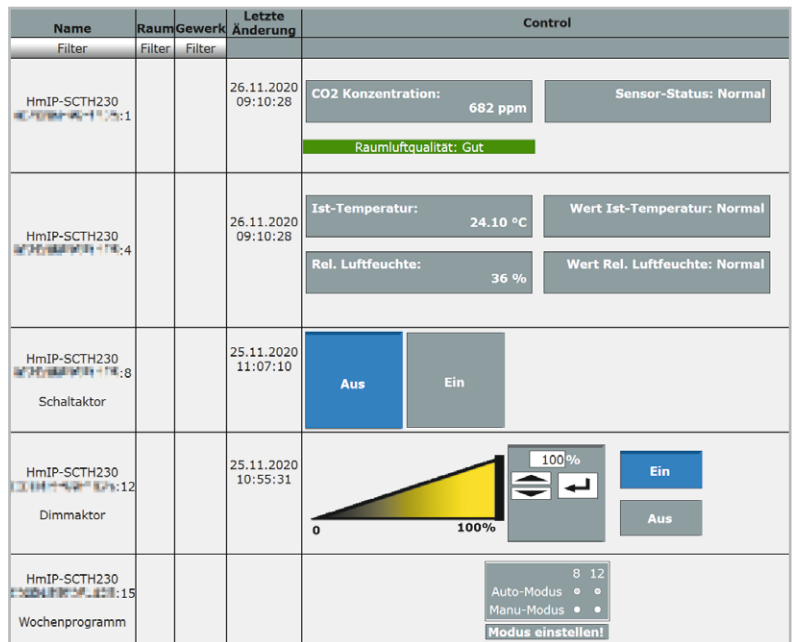 Name Raum Gewerk Letzte Änderung Control
Filter Filter Filter
HmIP-SCTH230
:1
26.11.2020
09:10:28
CO2 Konzentration:
682 ppm
Sensor-Status: Normal
Raumluftqualität: Gut
HmIP-SCTH230
:4
26.11.2020
09:10:28
Ist-Temperatur:
24.10 °C
Wert Ist-Temperatur: Normal
Rel. Luftfeuchte:
36 %
Wert Rel. Luftfeuchte: Normal
HmIP-SCTH230
:8
Schaltaktor
25.11.2020
11:07:10
Aus
Ein
HmIP-SCTH230
:12
Dimmaktor
25.11.2020
10:55:31
0
100%
100%
Ein
Aus
HmIP-SCTH230
:15
Wochenprogramm
8 12
Auto-Modus
Manu-Modus
Modus einstellen!